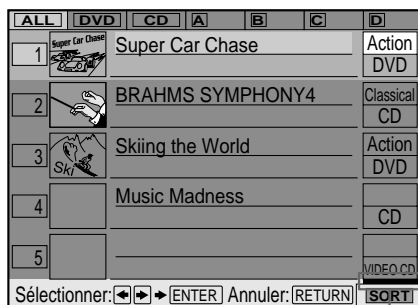 ALL DVD CD A B C D
1 Super Car Chase Super Car Chase Action
DVD
2 BRAHMS SYMPHONY4 Classical
CD
3 Ski Skiing the World Action
DVD
4 Music Madness
CD
5
VIDEO CD
Sélectionner: ENTER Annuler: RETURN SORT